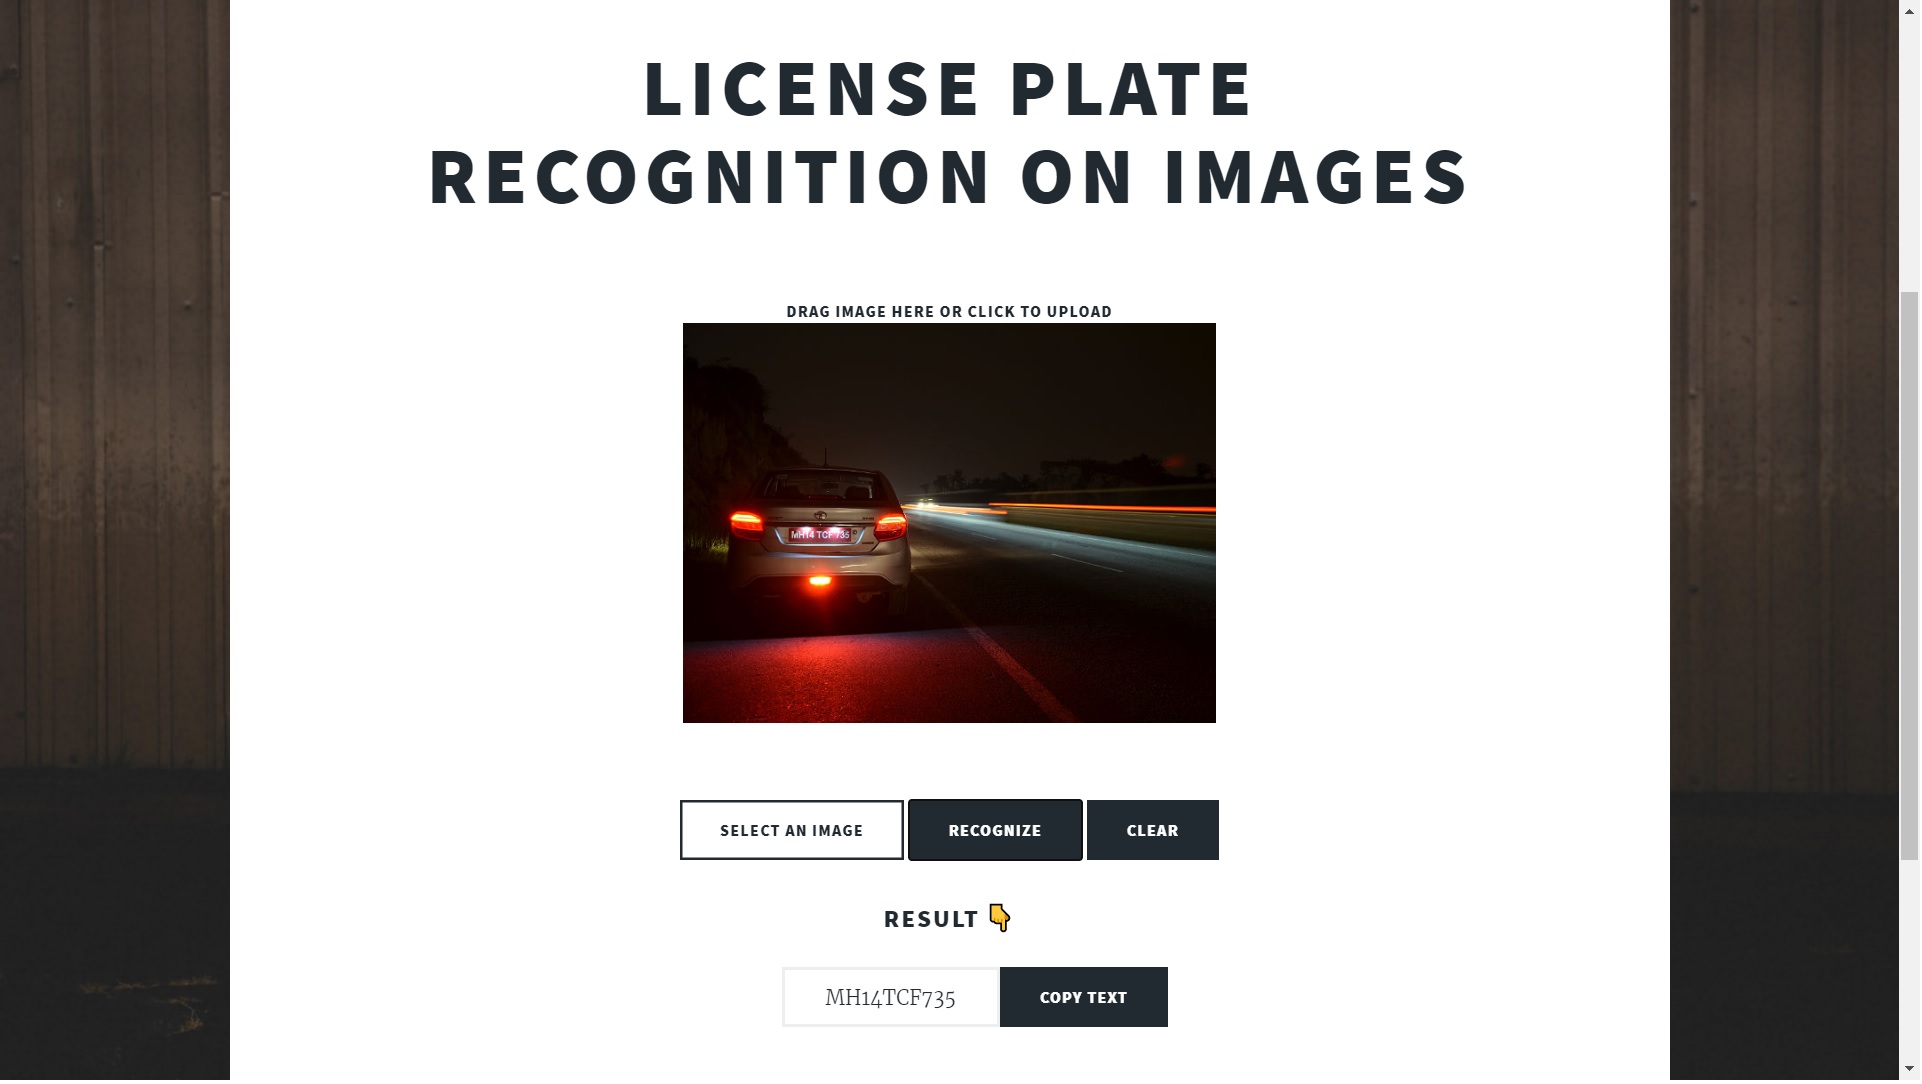 LICENSE PLATE
RECOGNITION ON IMAGES
DRAG IMAGE HERE OR CLICK TO UPLOAD
MH14 TCF 735
SELECT AN IMAGE
RECOGNIZE
CLEAR
RESULT 👇
MH14TCF735
COPY TEXT